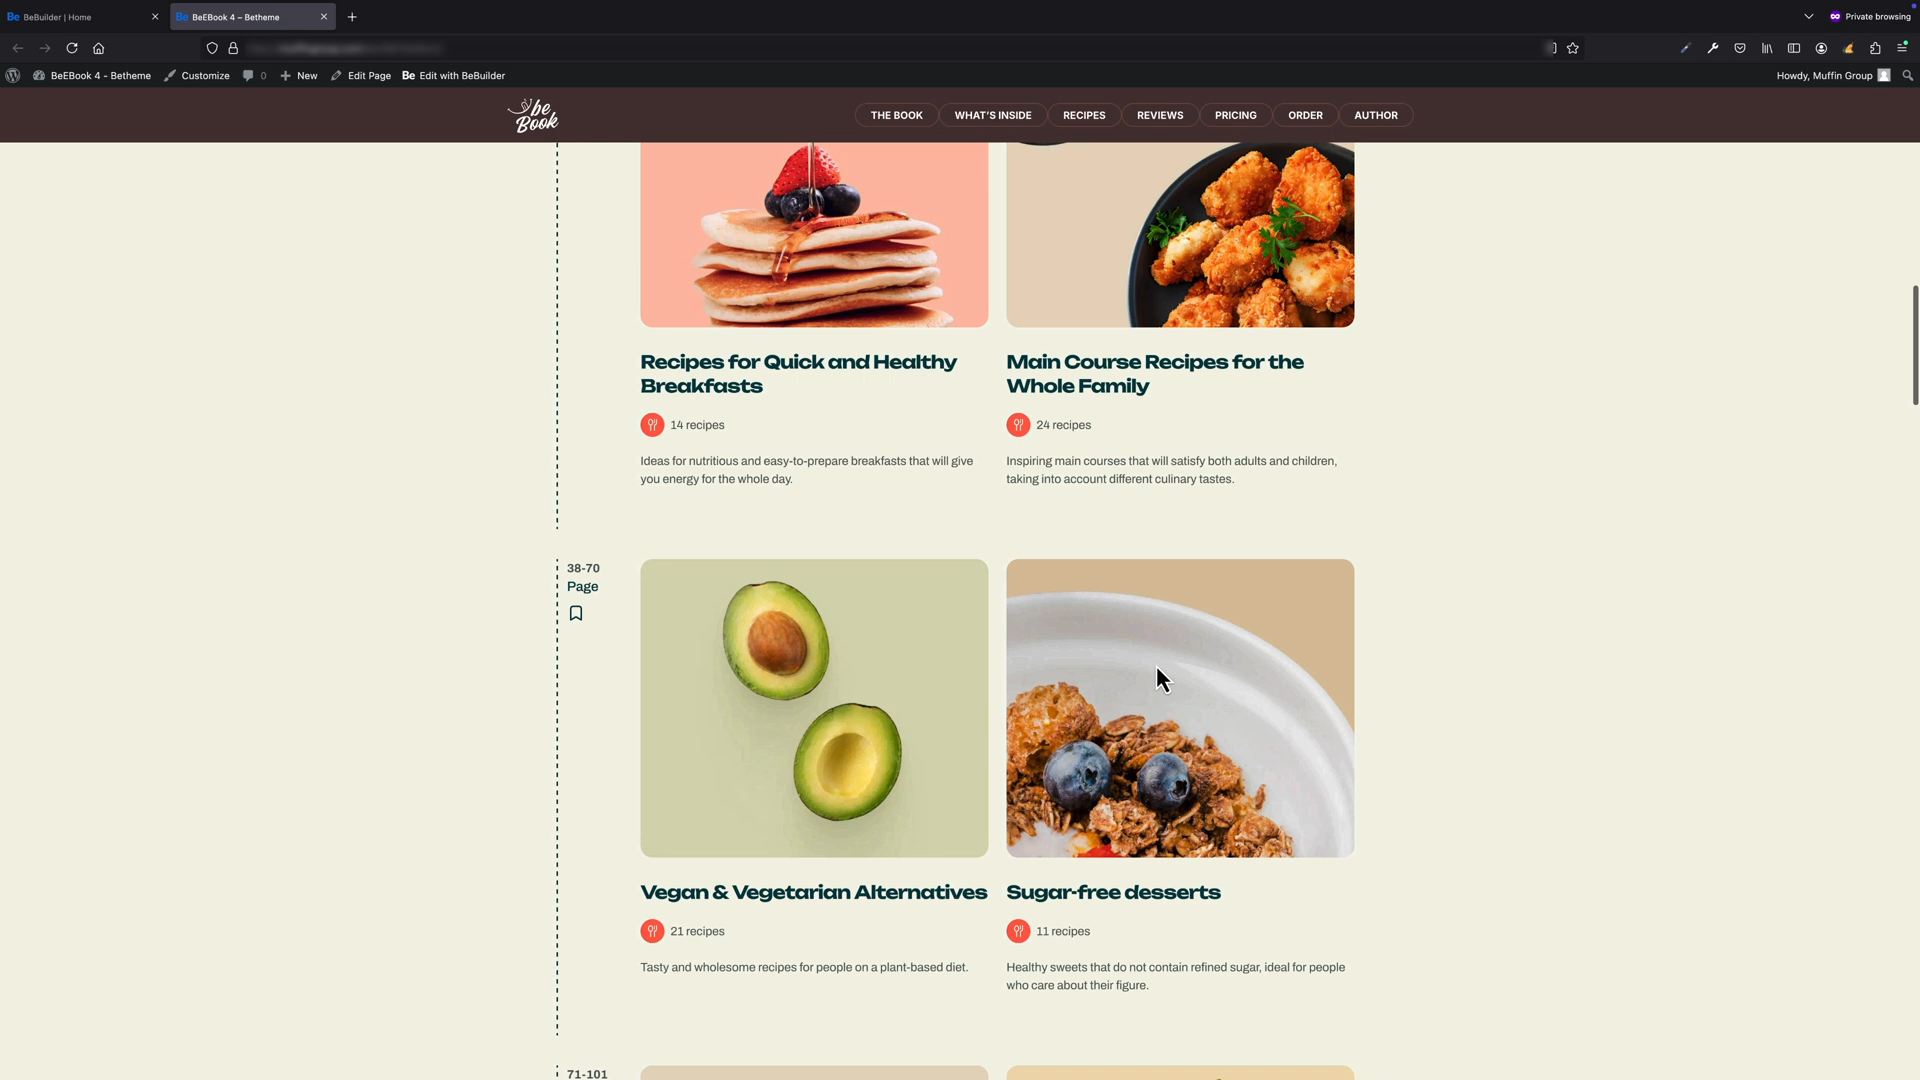 Be BeBuilder | Home
Be BeEBook 4 – Betheme
Private browsing
BeEBook 4 - Betheme
Customize
0
New
Edit Page
Be Edit with BeBuilder
Howdy, Muffin Group
be
Book
THE BOOK
WHAT'S INSIDE
RECIPES
REVIEWS
PRICING
ORDER
AUTHOR
Recipes for Quick and Healthy
Breakfasts
14 recipes
Ideas for nutritious and easy-to-prepare breakfasts that will give
you energy for the whole day.
Main Course Recipes for the
Whole Family
24 recipes
Inspiring main courses that will satisfy both adults and children,
taking into account different culinary tastes.
38-70
Page
Vegan & Vegetarian Alternatives
21 recipes
Tasty and wholesome recipes for people on a plant-based diet.
Sugar-free desserts
11 recipes
Healthy sweets that do not contain refined sugar, ideal for people
who care about their figure.
71-101